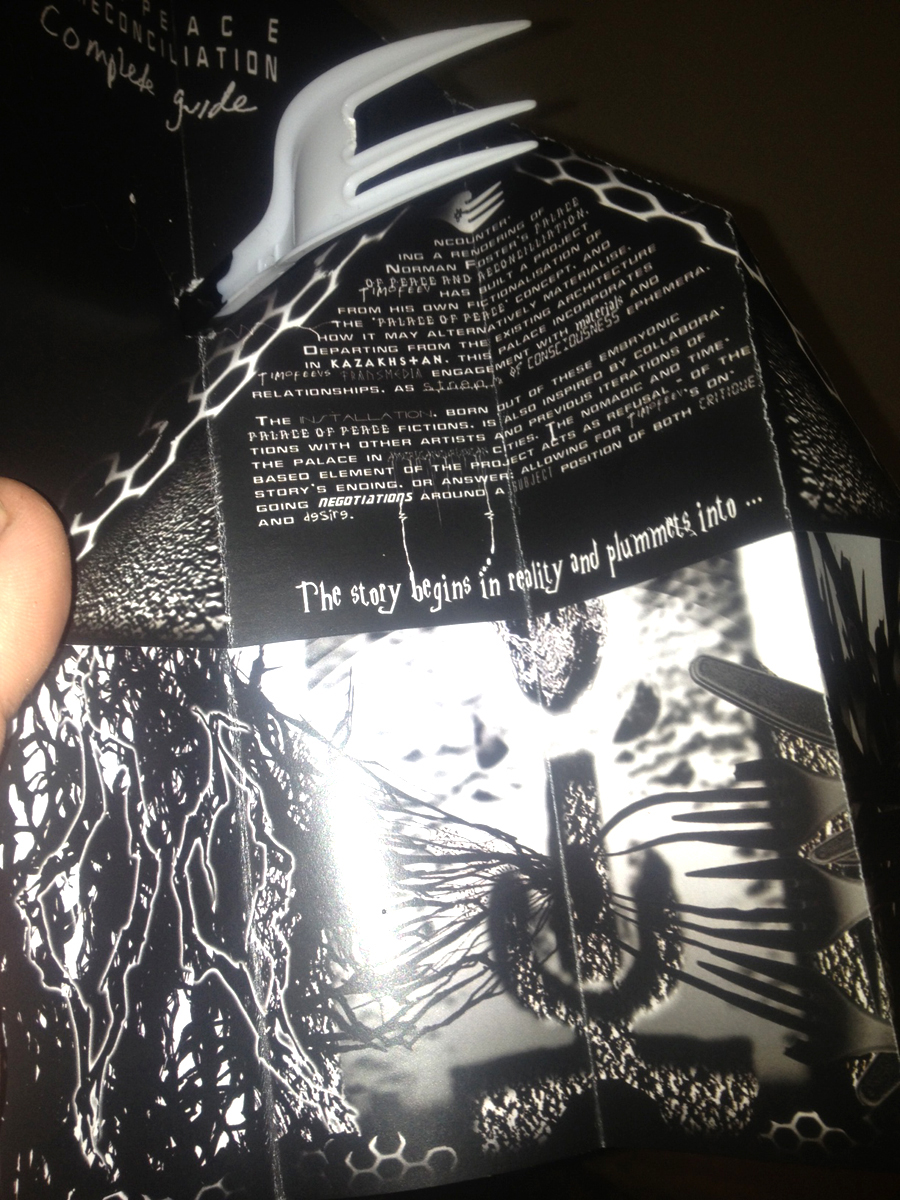 PEACE
RECONCILIATION
Complete guide
NCOUNTER·
ING A RENDERING OF
NORMAN FOSTER'S PALACE
OF PEACE AND RECONCILIATION.
TIMOFEEV HAS BUILT A PROJECT
FROM HIS OWN FICTIONALISATION OF
THE 'PALACE OF PEACE' CONCEPT, AND
HOW IT MAY ALTERNATIVELY MATERIALISE.
DEPARTING FROM THE EXISTING ARCHITECTURE
IN KAZAKHSTAN. THIS PALACE INCORPORATES
TIMOFEEVS TRANSMEDIA ENGAGEMENT WITH materials AND
RELATIONSHIPS. AS OF CONSCIOUSNESS EPHEMERA.
THE INSTALLATION, BORN OUT OF THESE EMBRYONIC
PALACE OF PEACE FICTIONS, IS ALSO INSPIRED BY COLLABORA-
TIONS WITH OTHER ARTISTS AND PREVIOUS ITERATIONS OF
THE PALACE IN CITIES. THE NOMADIC AND TIME-
BASED ELEMENT OF THE PROJECT ACTS AS REFUSAL - OF THE
STORY'S ENDING, OR ANSWER, ALLOWING FOR TIMOFEEV'S ON-
GOING NEGOTIATIONS AROUND A SUBJECT POSITION OF BOTH CRITIQUE
AND desire.
The story begins in reality and plummets into ...